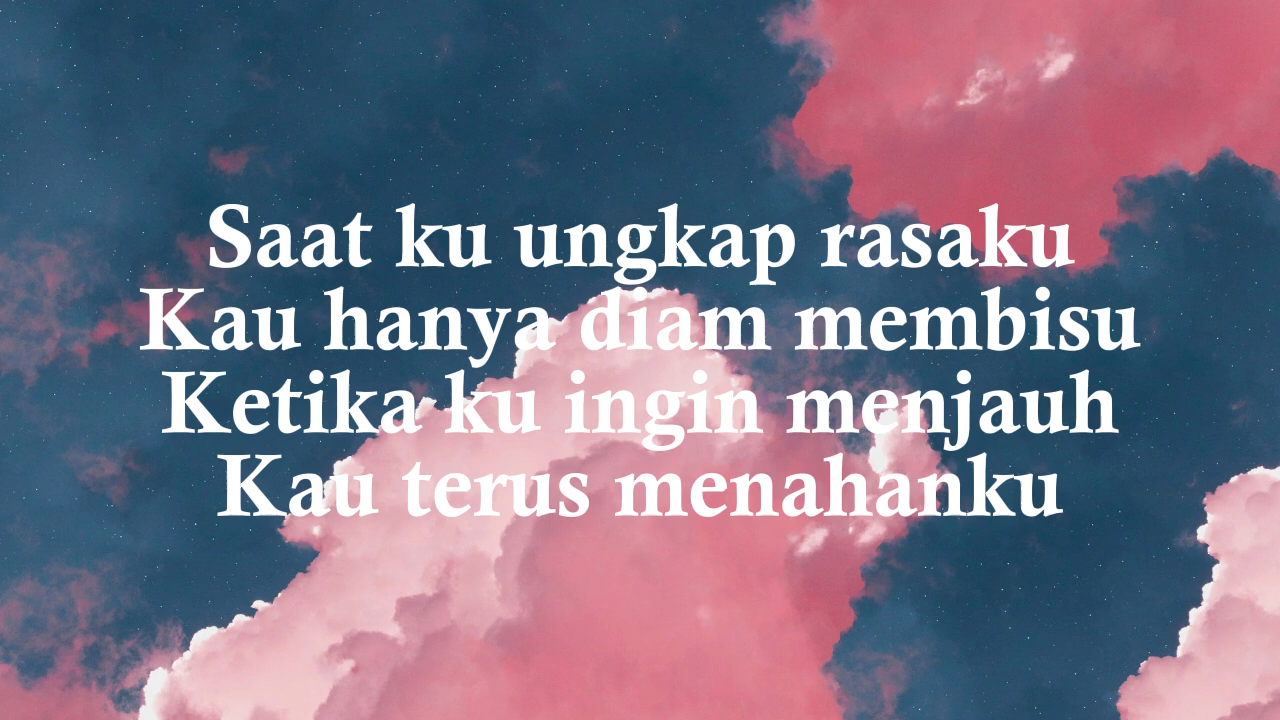 Saat ku ungkap rasaku
Kau hanya diam membisu
Ketika ku ingin menjauh
Kau terus menahanku